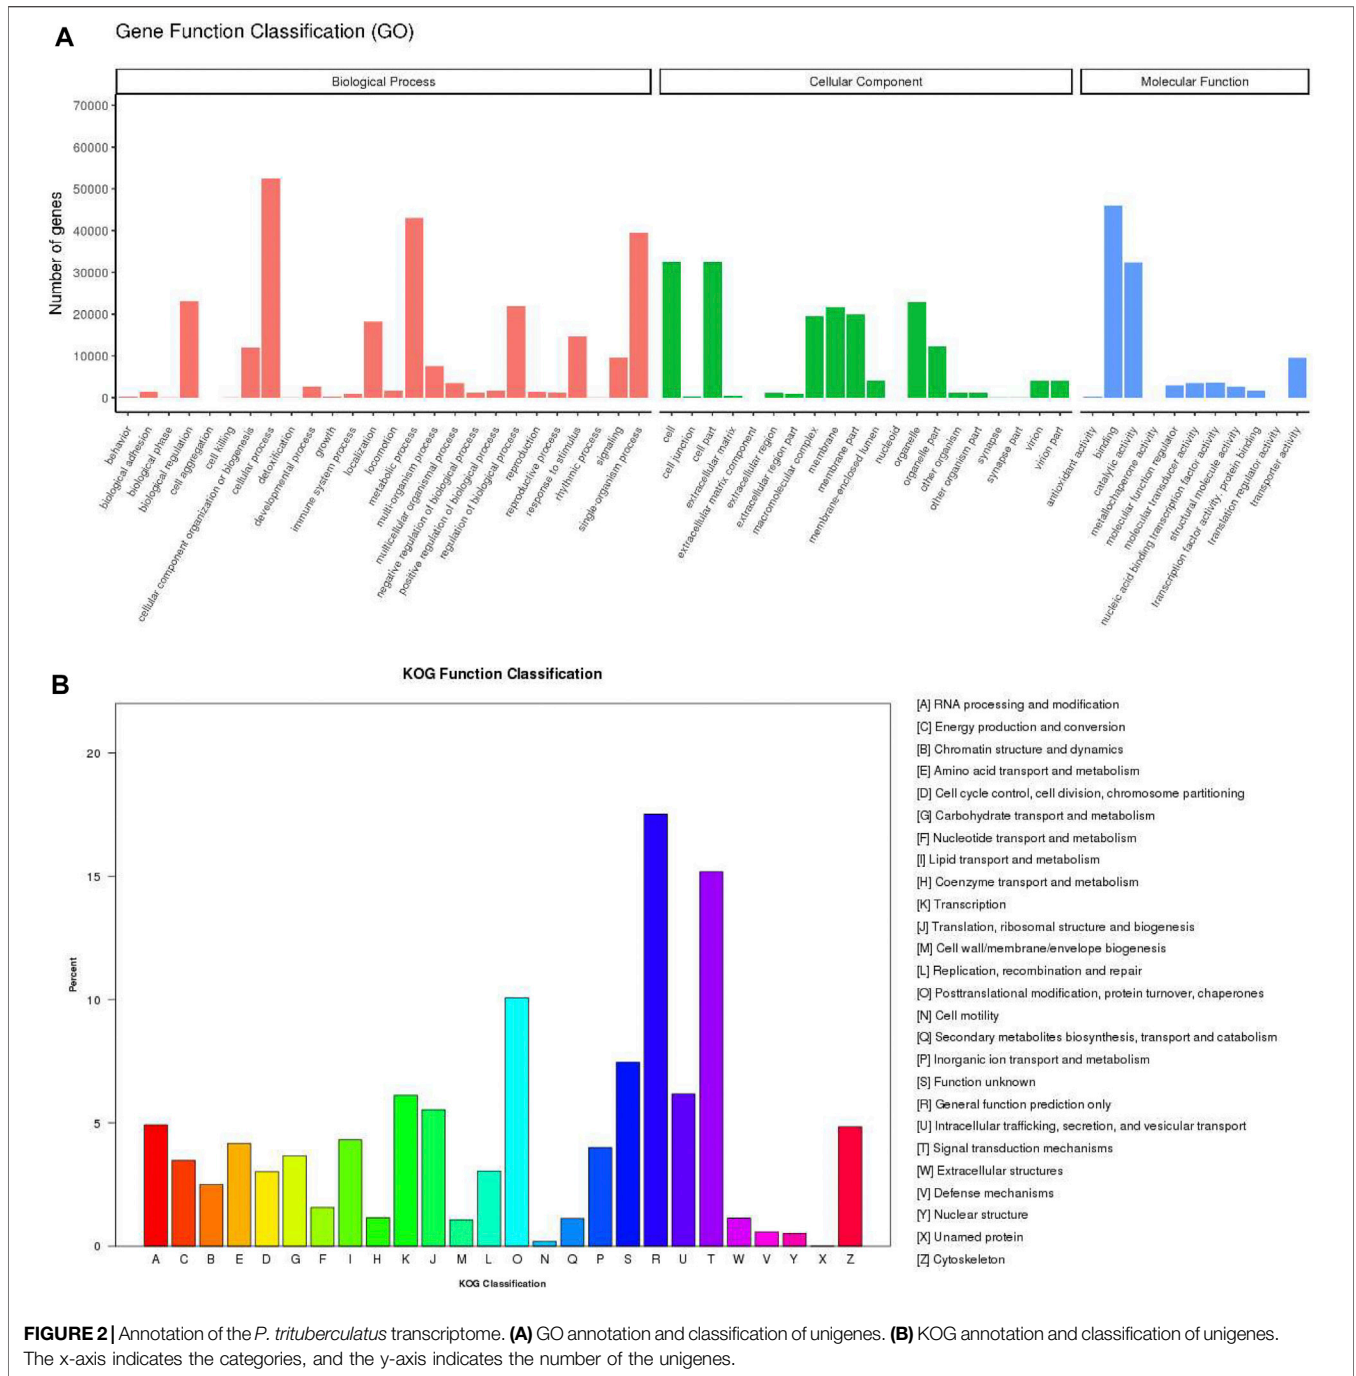 A
Gene Function Classification (GO)
Biological Process
Cellular Component
Molecular Function
Number of genes
70000
60000
50000
40000
30000
20000
10000
0
behavior
biological adhesion
biological phase
biological regulation
cell aggregation
cell killing
cellular component organization or biogenesis
cellular process
detoxification
developmental process
growth
immune system process
localization
locomotion
metabolic process
multi-organism process
multicellular organismal process
negative regulation of biological process
positive regulation of biological process
regulation of biological process
reproduction
reproductive process
response to stimulus
rhythmic process
signaling
single-organism process
cell
cell junction
cell part
extracellular matrix
extracellular matrix component
extracellular region
extracellular region part
macromolecular complex
membrane
membrane part
membrane-enclosed lumen
nucleoid
organelle
organelle part
other organism
other organism part
synapse
synapse part
virion
virion part
antioxidant activity
binding
catalytic activity
metallochaperone activity
molecular function regulator
molecular transducer activity
nucleic acid binding transcription factor activity
structural molecule activity
transcription factor activity, protein binding
translation regulator activity
transporter activity
B
KOG Function Classification
Percent
20
15
10
5
0
A C B E D G F I H K J M L O N Q P S R U T W V Y X Z
KOG Classification
[A] RNA processing and modification
[C] Energy production and conversion
[B] Chromatin structure and dynamics
[E] Amino acid transport and metabolism
[D] Cell cycle control, cell division, chromosome partitioning
[G] Carbohydrate transport and metabolism
[F] Nucleotide transport and metabolism
[I] Lipid transport and metabolism
[H] Coenzyme transport and metabolism
[K] Transcription
[J] Translation, ribosomal structure and biogenesis
[M] Cell wall/membrane/envelope biogenesis
[L] Replication, recombination and repair
[O] Posttranslational modification, protein turnover, chaperones
[N] Cell motility
[Q] Secondary metabolites biosynthesis, transport and catabolism
[P] Inorganic ion transport and metabolism
[S] Function unknown
[R] General function prediction only
[U] Intracellular trafficking, secretion, and vesicular transport
[T] Signal transduction mechanisms
[W] Extracellular structures
[V] Defense mechanisms
[Y] Nuclear structure
[X] Unamed protein
[Z] Cytoskeleton
FIGURE 2 | Annotation of the P. trituberculatus transcriptome. (A) GO annotation and classification of unigenes. (B) KOG annotation and classification of unigenes.
The x-axis indicates the categories, and the y-axis indicates the number of the unigenes.